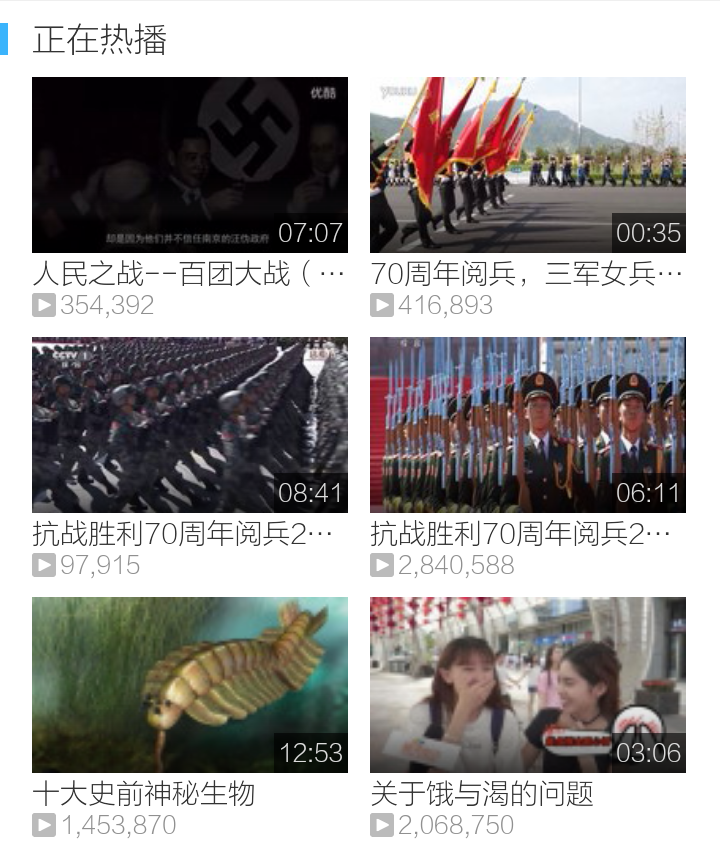 正在热播
优酷
却是因为他们并不信任南京的汪伪政府
07:07
00:35
人民之战--百团大战（…
70周年阅兵，三军女兵…
354,392
416,893
CCTV 1
08:41
06:11
抗战胜利70周年阅兵2…
抗战胜利70周年阅兵2…
97,915
2,840,588
12:53
03:06
十大史前神秘生物
关于饿与渴的问题
1,453,870
2,068,750